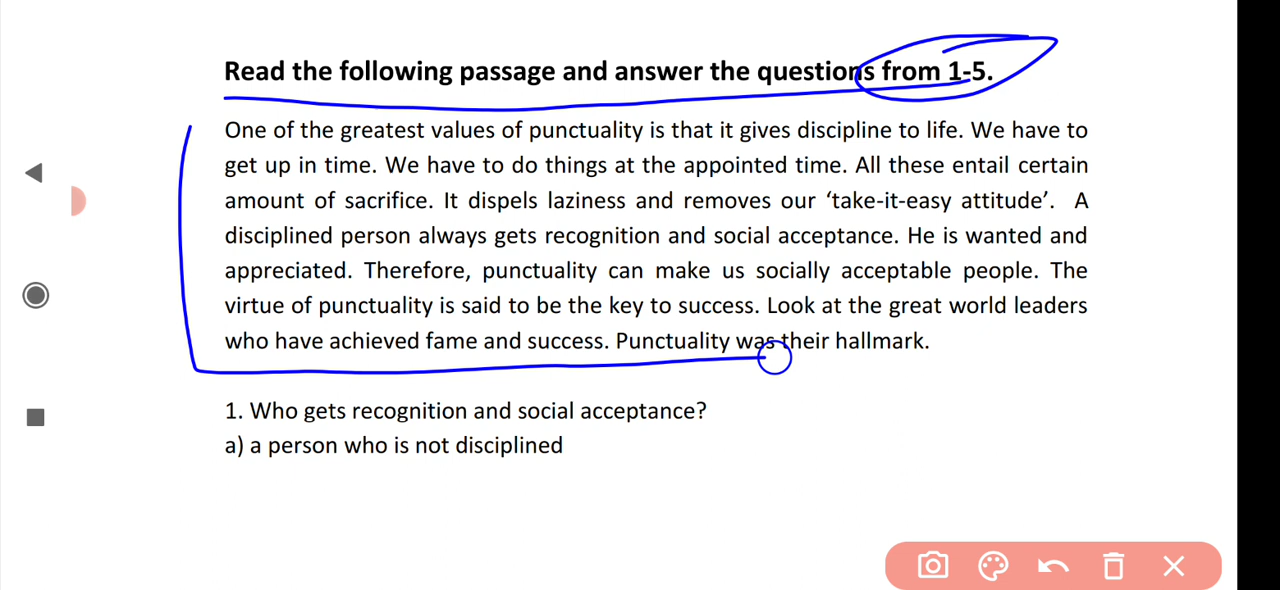 Read the following passage and answer the questions from 1-5.
One of the greatest values of punctuality is that it gives discipline to life. We have to
get up in time. We have to do things at the appointed time. All these entail certain
amount of sacrifice. It dispels laziness and removes our ‘take-it-easy attitude’. A
disciplined person always gets recognition and social acceptance. He is wanted and
appreciated. Therefore, punctuality can make us socially acceptable people. The
virtue of punctuality is said to be the key to success. Look at the great world leaders
who have achieved fame and success. Punctuality was their hallmark.
1. Who gets recognition and social acceptance?
a) a person who is not disciplined